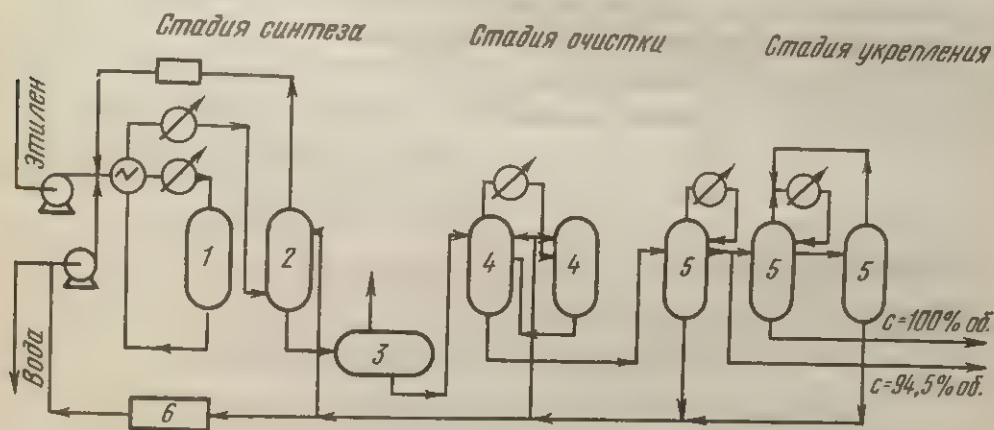 Стадия синтеза
Стадия очистки
Стадия укрепления
Этилен
Вода
1
2
3
4
4
5
5
5
6
c=100% об.
c=94,5% об.